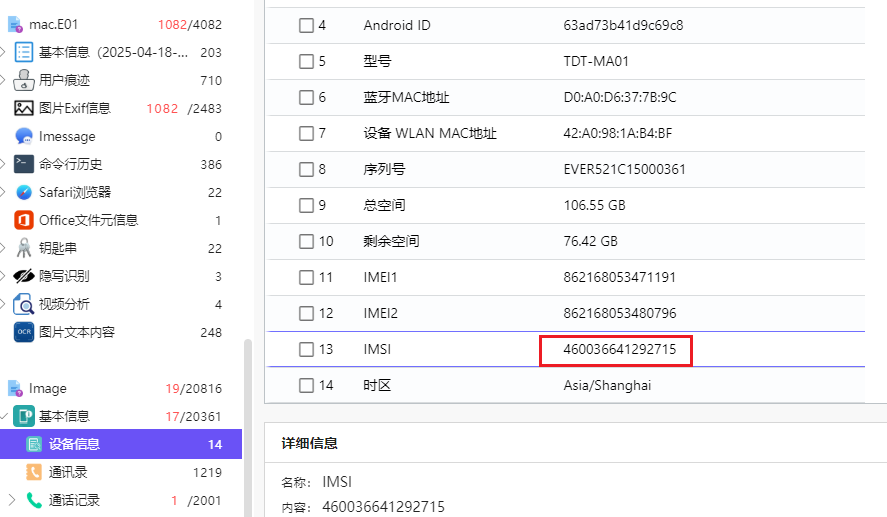 mac.E01 1082/4082
基本信息（2025-04-18-... 203
用户痕迹 710
图片Exif信息 1082 /2483
Imessage 0
命令行历史 386
Safari浏览器 22
Office文件元信息 1
钥匙串 22
隐写识别 3
视频分析 4
OCR 图片文本内容 248
Image 19/20816
基本信息 17/20361
设备信息 14
通讯录 1219
通话记录 1 /2001
4 Android ID 63ad73b41d9c69c8
5 型号 TDT-MA01
6 蓝牙MAC地址 D0:A0:D6:37:7B:9C
7 设备 WLAN MAC地址 42:A0:98:1A:B4:BF
8 序列号 EVER521C15000361
9 总空间 106.55 GB
10 剩余空间 76.42 GB
11 IMEI1 862168053471191
12 IMEI2 862168053480796
13 IMSI 460036641292715
14 时区 Asia/Shanghai
详细信息
名称： IMSI
内容： 460036641292715